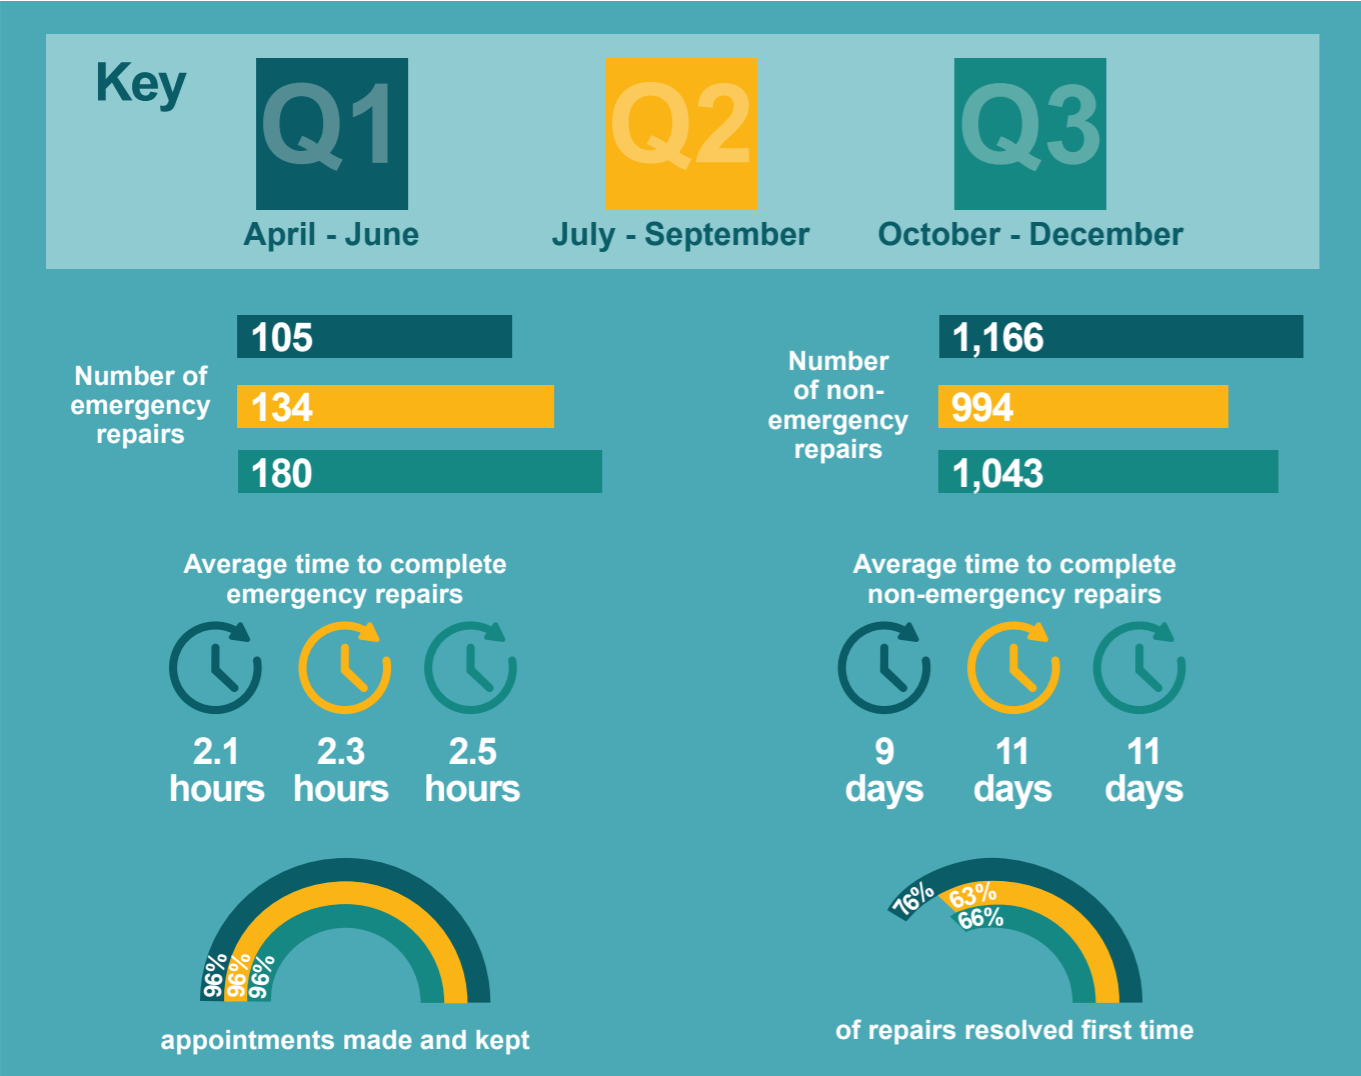 Key
Q1
Q2
Q3
April - June
July - September
October - December
Number of
emergency
repairs
105
134
180
Number
of non-
emergency
repairs
1,166
994
1,043
Average time to complete
emergency repairs
2.1
hours
2.3
hours
2.5
hours
Average time to complete
non-emergency repairs
9
days
11
days
11
days
96%
96%
96%
appointments made and kept
76%
63%
66%
of repairs resolved first time